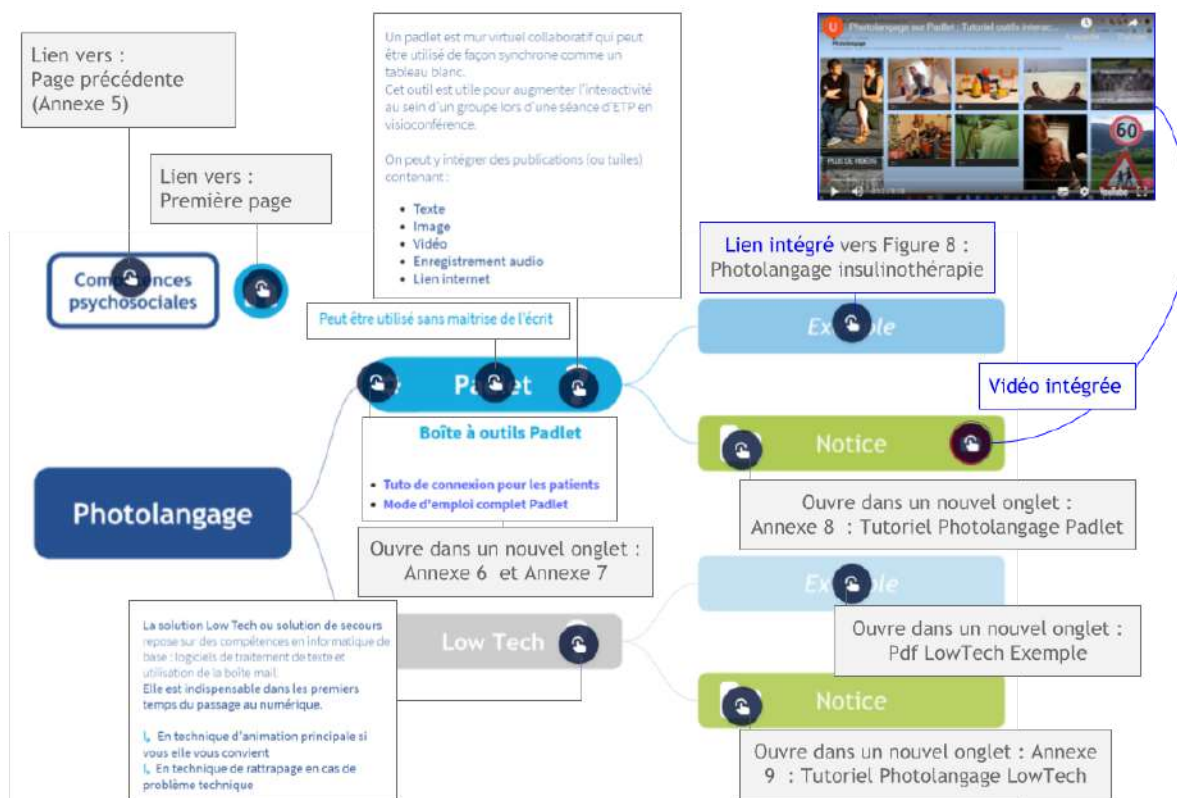 Lien vers :
Page précédente
(Annexe 5)
Lien vers :
Première page
Compétences
psychosociales
Un padlet est mur virtuel collaboratif qui peut
être utilisé de façon synchrone comme un
tableau blanc.
Cet outil est utile pour augmenter l'interactivité
au sein d'un groupe lors d'une séance d'ETP en
visioconférence.
On peut y intégrer des publications (ou tuiles)
contenant :
• Texte
• Image
• Vidéo
• Enregistrement audio
• Lien internet
Peut être utilisé sans maitrise de l'écrit
Padlet
Boîte à outils Padlet
• Tuto de connexion pour les patients
• Mode d'emploi complet Padlet
Ouvre dans un nouvel onglet :
Annexe 6 et Annexe 7
Photolangage
Photolangage sur Padlet : Tutoriel outils interac...
Photolangage
PLUS DE VIDÉOS
60
YouTube
Lien intégré vers Figure 8 :
Photolangage insulinothérapie
Exemple
Vidéo intégrée
Notice
Ouvre dans un nouvel onglet :
Annexe 8 : Tutoriel Photolangage Padlet
La solution Low Tech ou solution de secours
repose sur des compétences en informatique de
base : logiciels de traitement de texte et
utilisation de la boîte mail.
Elle est indispensable dans les premiers
temps du passage au numérique.
En technique d'animation principale si
vous elle vous convient
En technique de rattrapage en cas de
problème technique
Low Tech
Exemple
Ouvre dans un nouvel onglet :
Pdf LowTech Exemple
Notice
Ouvre dans un nouvel onglet : Annexe
9 : Tutoriel Photolangage LowTech